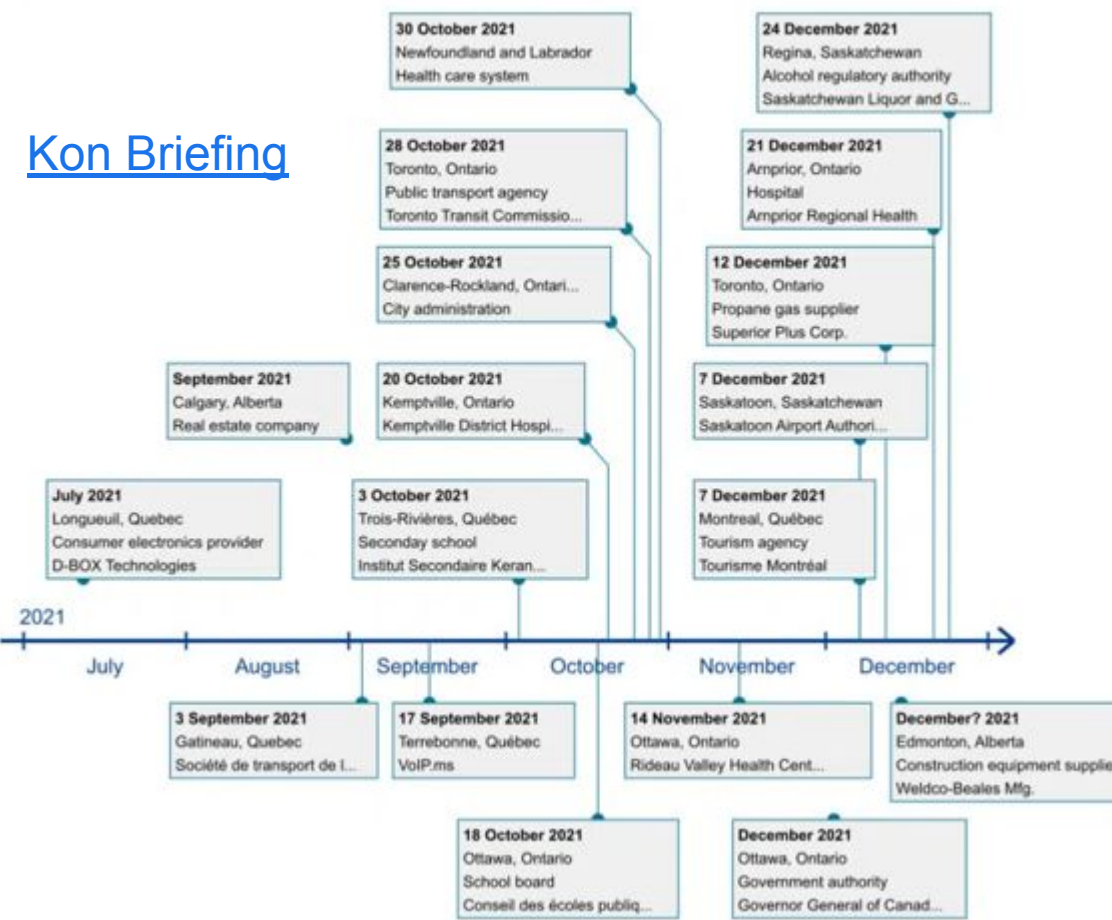 30 October 2021
Newfoundland and Labrador
Health care system
24 December 2021
Regina, Saskatchewan
Alcohol regulatory authority
Saskatchewan Liquor and G...
Kon Briefing
28 October 2021
Toronto, Ontario
Public transport agency
Toronto Transit Commissio...
21 December 2021
Arnprior, Ontario
Hospital
Arnprior Regional Health
25 October 2021
Clarence-Rockland, Ontari...
City administration
12 December 2021
Toronto, Ontario
Propane gas supplier
Superior Plus Corp.
September 2021
Calgary, Alberta
Real estate company
20 October 2021
Kemptville, Ontario
Kemptville District Hospi...
7 December 2021
Saskatoon, Saskatchewan
Saskatoon Airport Authori...
July 2021
Longueuil, Quebec
Consumer electronics provider
D-BOX Technologies
3 October 2021
Trois-Rivières, Québec
Seconday school
Institut Secondaire Keran...
7 December 2021
Montreal, Québec
Tourism agency
Tourisme Montréal
2021
July
August
September
October
November
December
3 September 2021
Gatineau, Quebec
Société de transport de l...
17 September 2021
Terrebonne, Québec
VoIP.ms
14 November 2021
Ottawa, Ontario
Rideau Valley Health Cent...
December? 2021
Edmonton, Alberta
Construction equipment supplie
Weldco-Beales Mfg.
18 October 2021
Ottawa, Ontario
School board
Conseil des écoles publiq...
December 2021
Ottawa, Ontario
Government authority
Governor General of Canad...